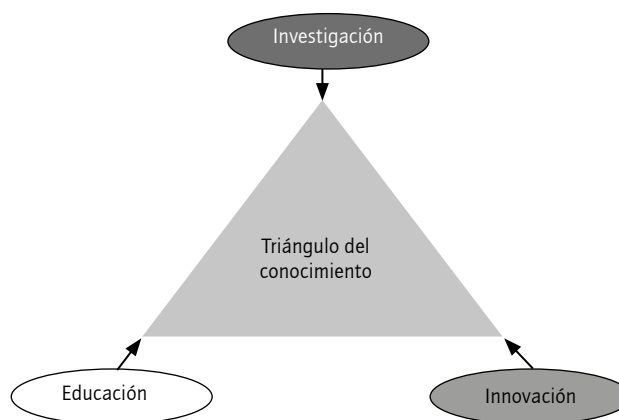 Investigación
Triángulo del
conocimiento
Educación
Innovación